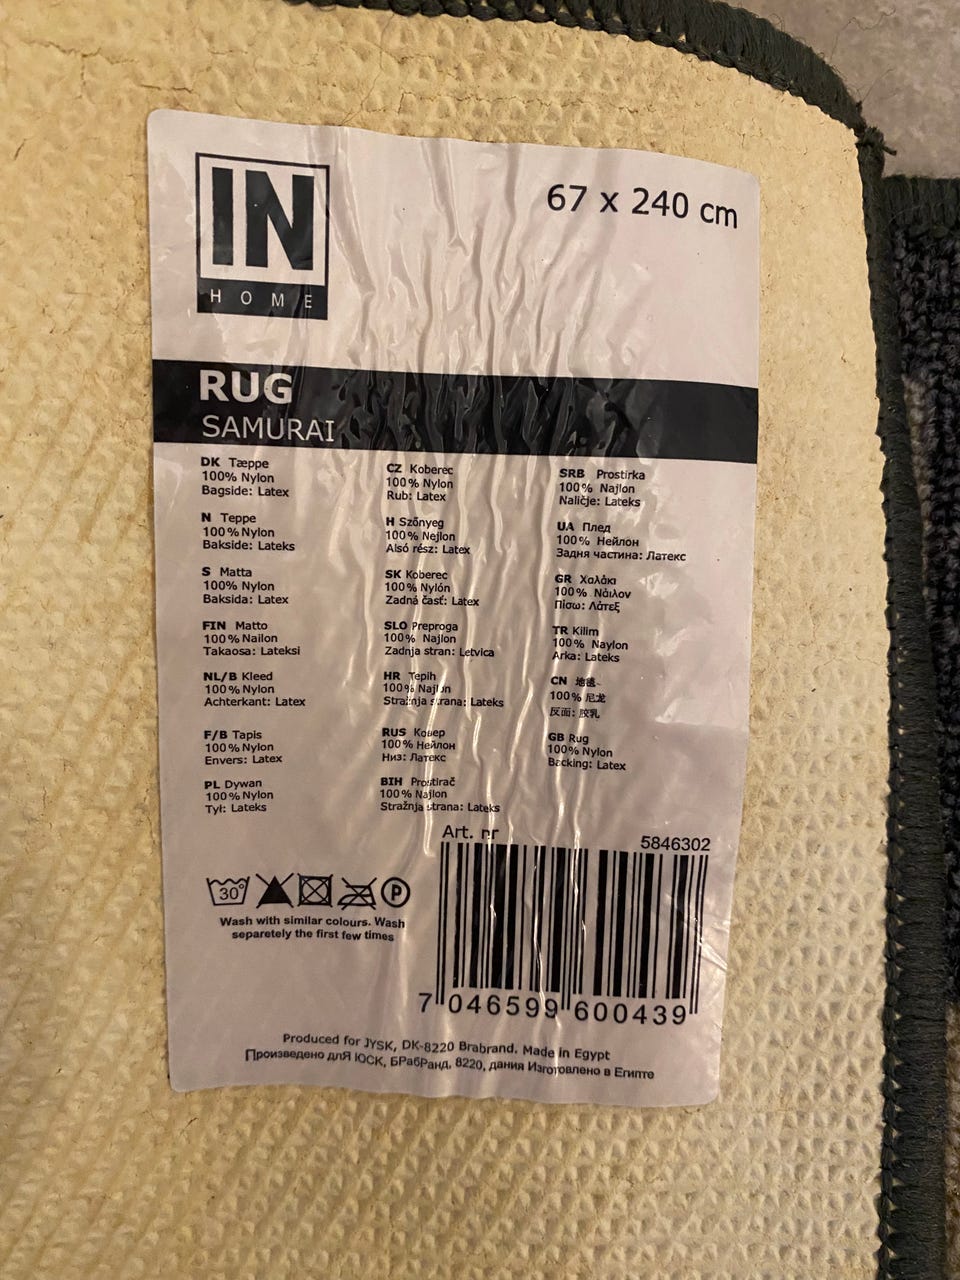 IN
HOME
67 x 240 cm
RUG
SAMURAI
DK Tæppe
100% Nylon
Bagside: Latex
N Teppe
100% Nylon
Bakside: Lateks
S Matta
100% Nylon
Baksida: Latex
FIN Matto
100% Nailon
Takaosa: Lateksi
NL/B Kleed
100% Nylon
Achterkant: Latex
F/B Tapis
100% Nylon
Envers: Latex
PL Dywan
100% Nylon
Tył: Lateks
CZ Koberec
100% Nylon
Rub: Latex
H Szőnyeg
100% Nejlon
Alsó rész: Latex
SK Koberec
100% Nylón
Zadná časť: Latex
SLO Preproga
100% Najlon
Zadnja stran: Letvica
HR Tepih
100% Najlon
Stražnja strana: Lateks
RUS Ковер
100% Нейлон
Низ: Латекс
BIH Prostirač
100% Najlon
Stražnja strana: Lateks
SRB Prostirka
100% Najlon
Naličje: Lateks
UA Плед
100% Нейлон
Задня частина: Латекс
GR Χαλάκι
100% Νάιλον
Πίσω: Λάτεξ
TR Kilim
100% Naylon
Arka: Lateks
CN 地毯
100% 尼龙
反面: 胶乳
GB Rug
100% Nylon
Backing: Latex
30° P
Wash with similar colours. Wash
separetely the first few times
Art. nr
5846302
7 046599 600439
Produced for JYSK, DK-8220 Brabrand. Made in Egypt
Произведено длЯ ЮСК, БРабРанд, 8220, дания Изготовлено в Египте